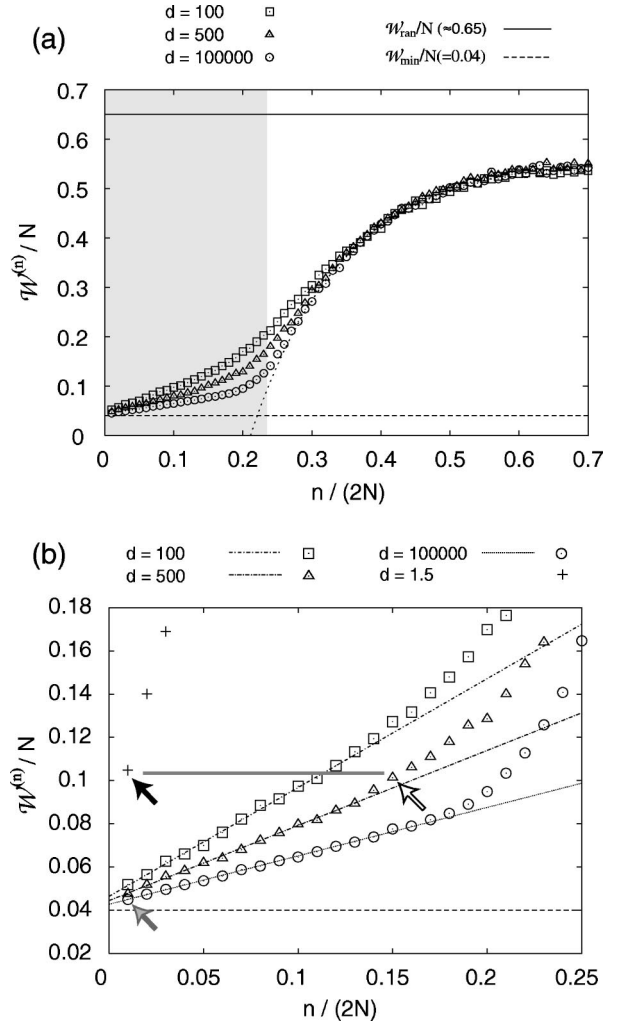 (a)
d = 100
d = 500
d = 100000
𝒲ran/N (≈0.65)
𝒲min/N(=0.04)
0.7
0.6
0.5
0.4
0.3
0.2
0.1
0
𝒲(n)/ N
0 0.1 0.2 0.3 0.4 0.5 0.6 0.7
n / (2N)
(b)
d = 100 d = 100000
d = 500 d = 1.5
0.18
0.16
0.14
0.12
0.1
0.08
0.06
0.04
0.02
𝒲(n)/ N
0 0.05 0.1 0.15 0.2 0.25
n / (2N)